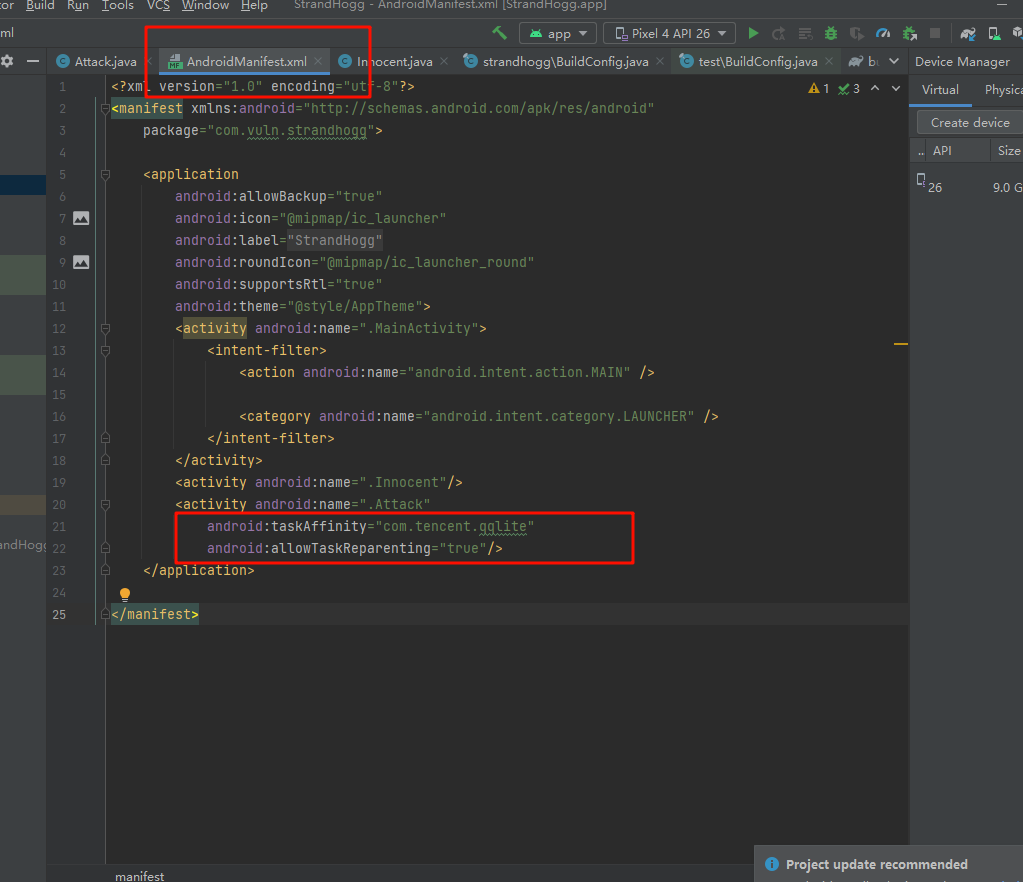 tor Build Run Tools VCS Window Help StrandHogg - AndroidManifest.xml [StrandHogg.app]
ml app Pixel 4 API 26
Attack.java AndroidManifest.xml Innocent.java strandhogg\BuildConfig.java test\BuildConfig.java bu Device Manager
1 <?xml version="1.0" encoding="utf-8"?> 1 3 Virtual Physica
2 <manifest xmlns:android="http://schemas.android.com/apk/res/android"
3 package="com.vuln.strandhogg"> Create device
4 .. API Size
5 <application
6 android:allowBackup="true" 26 9.0 G
7 android:icon="@mipmap/ic_launcher"
8 android:label="StrandHogg"
9 android:roundIcon="@mipmap/ic_launcher_round"
10 android:supportsRtl="true"
11 android:theme="@style/AppTheme">
12 <activity android:name=".MainActivity">
13 <intent-filter>
14 <action android:name="android.intent.action.MAIN" />
15
16 <category android:name="android.intent.category.LAUNCHER" />
17 </intent-filter>
18 </activity>
19 <activity android:name=".Innocent"/>
20 <activity android:name=".Attack"
21 android:taskAffinity="com.tencent.qqlite"
andHogg 22 android:allowTaskReparenting="true"/>
23 </application>
24
25 </manifest>
Project update recommended
manifest